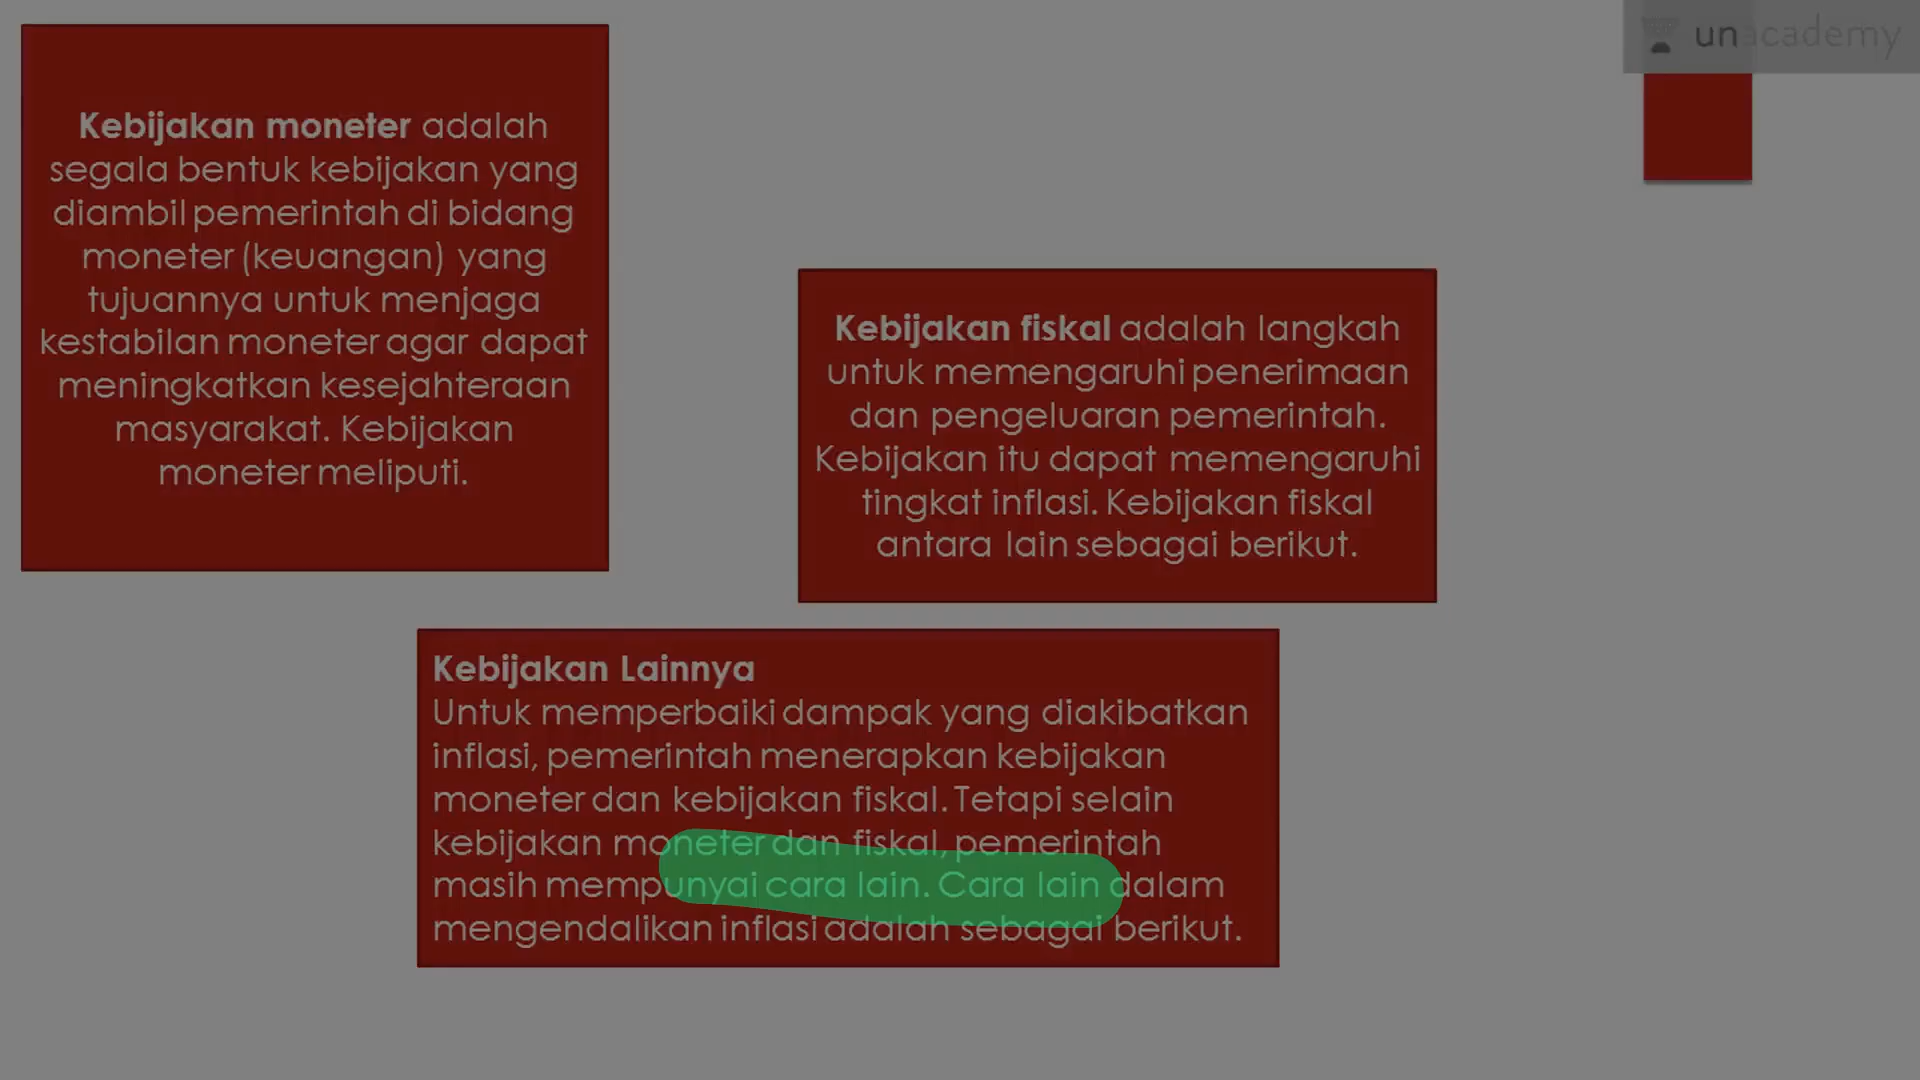 unacademy
Kebijakan moneter adalah
segala bentuk kebijakan yang
diambil pemerintah di bidang
moneter (keuangan) yang
tujuannya untuk menjaga
kestabilan moneter agar dapat
meningkatkan kesejahteraan
masyarakat. Kebijakan
moneter meliputi.
Kebijakan fiskal adalah langkah
untuk memengaruhi penerimaan
dan pengeluaran pemerintah.
Kebijakan itu dapat memengaruhi
tingkat inflasi. Kebijakan fiskal
antara lain sebagai berikut.
Kebijakan Lainnya
Untuk memperbaiki dampak yang diakibatkan
inflasi, pemerintah menerapkan kebijakan
moneter dan kebijakan fiskal. Tetapi selain
kebijakan moneter dan fiskal, pemerintah
masih mempunyai cara lain. Cara lain dalam
mengendalikan inflasi adalah sebagai berikut.